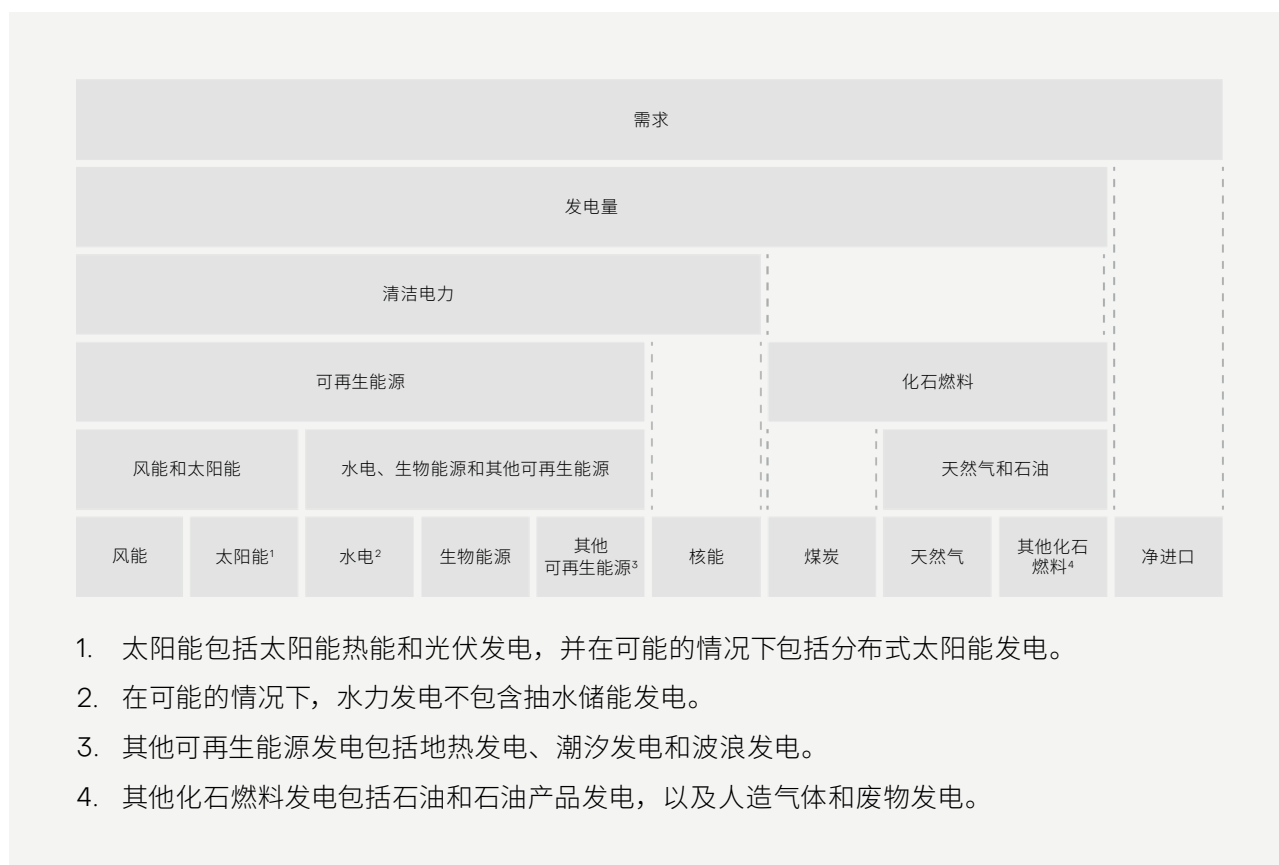 需求
发电量
清洁电力
可再生能源
化石燃料
风能和太阳能
水电、生物能源和其他可再生能源
天然气和石油
风能
太阳能¹
水电²
生物能源
其他
可再生能源³
核能
煤炭
天然气
其他化石
燃料⁴
净进口
1. 太阳能包括太阳能热能和光伏发电，并在可能的情况下包括分布式太阳能发电。
2. 在可能的情况下，水力发电不包含抽水储能发电。
3. 其他可再生能源发电包括地热发电、潮汐发电和波浪发电。
4. 其他化石燃料发电包括石油和石油产品发电，以及人造气体和废物发电。